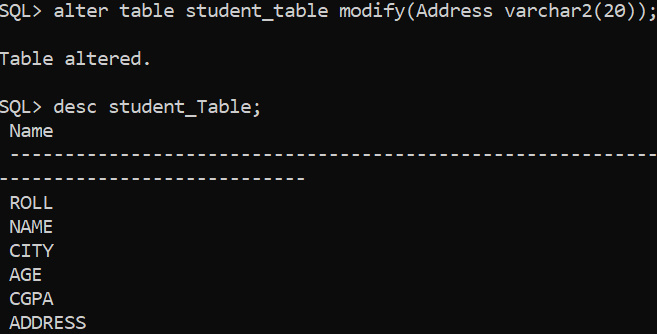 SQL> alter table student_table modify(Address varchar2(20));
Table altered.
SQL> desc student_Table;
Name
-----------------------------------------------------------
----------------------------
ROLL
NAME
CITY
AGE
CGPA
ADDRESS